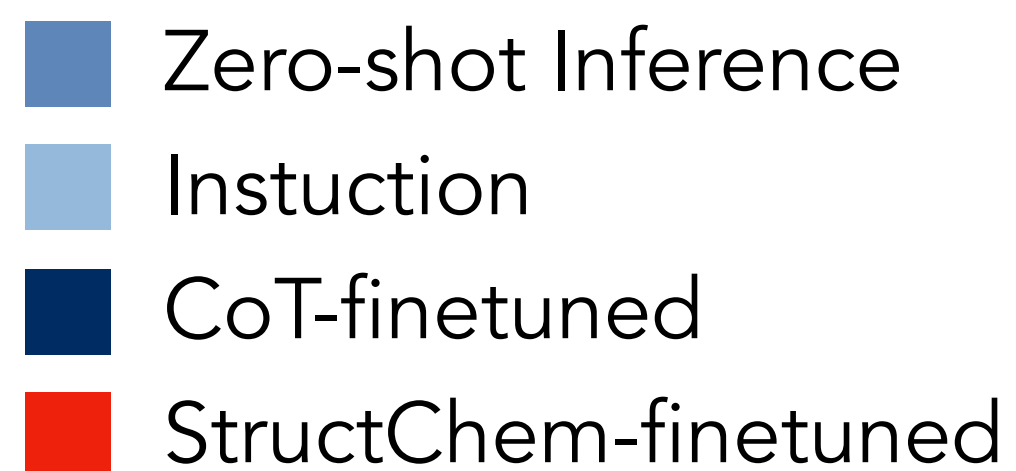 Zero-shot Inference
Instuction
CoT-finetuned
StructChem-finetuned